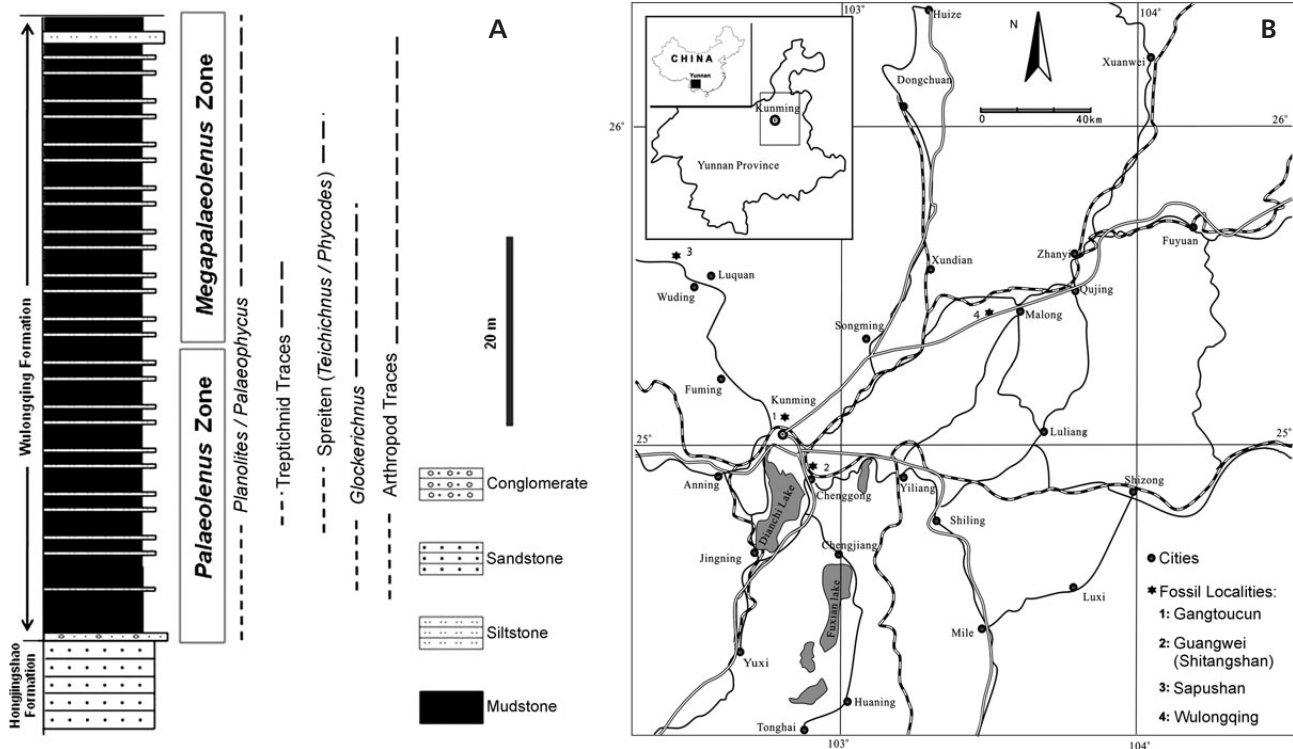 A
Wulongqing Formation
Hongjingshao
Formation
Megapalaeolenus Zone
Palaeolenus Zone
Planolites / Palaeophycus
Treptichnid Traces
Spreiten (Teichichnus / Phycodes)
Glockerichnus
Arthropod Traces
20 m
Conglomerate
Sandstone
Siltstone
Mudstone
B
103°
104°
CHINA
Yunnan
Kunming
Yunnan Province
N
0 40km
26°
26°
Huize
Xuanwei
Dongchuan
3
Luquan
Wuding
Xundian
Zhanyi
Fuyuan
Qujing
4
Malong
Songming
Fuming
Kunming
1
Luliang
25°
25°
2
Anning
Chenggong
Yiliang
Shizong
Dianchi Lake
Shiling
Jingning
Chengjiang
Fuxian lake
Luxi
Mile
Yuxi
Huaning
Tonghai
Cities
Fossil Localities:
1: Gangtoucun
2: Guangwei
(Shitangshan)
3: Sapushan
4: Wulongqing
103°
104°